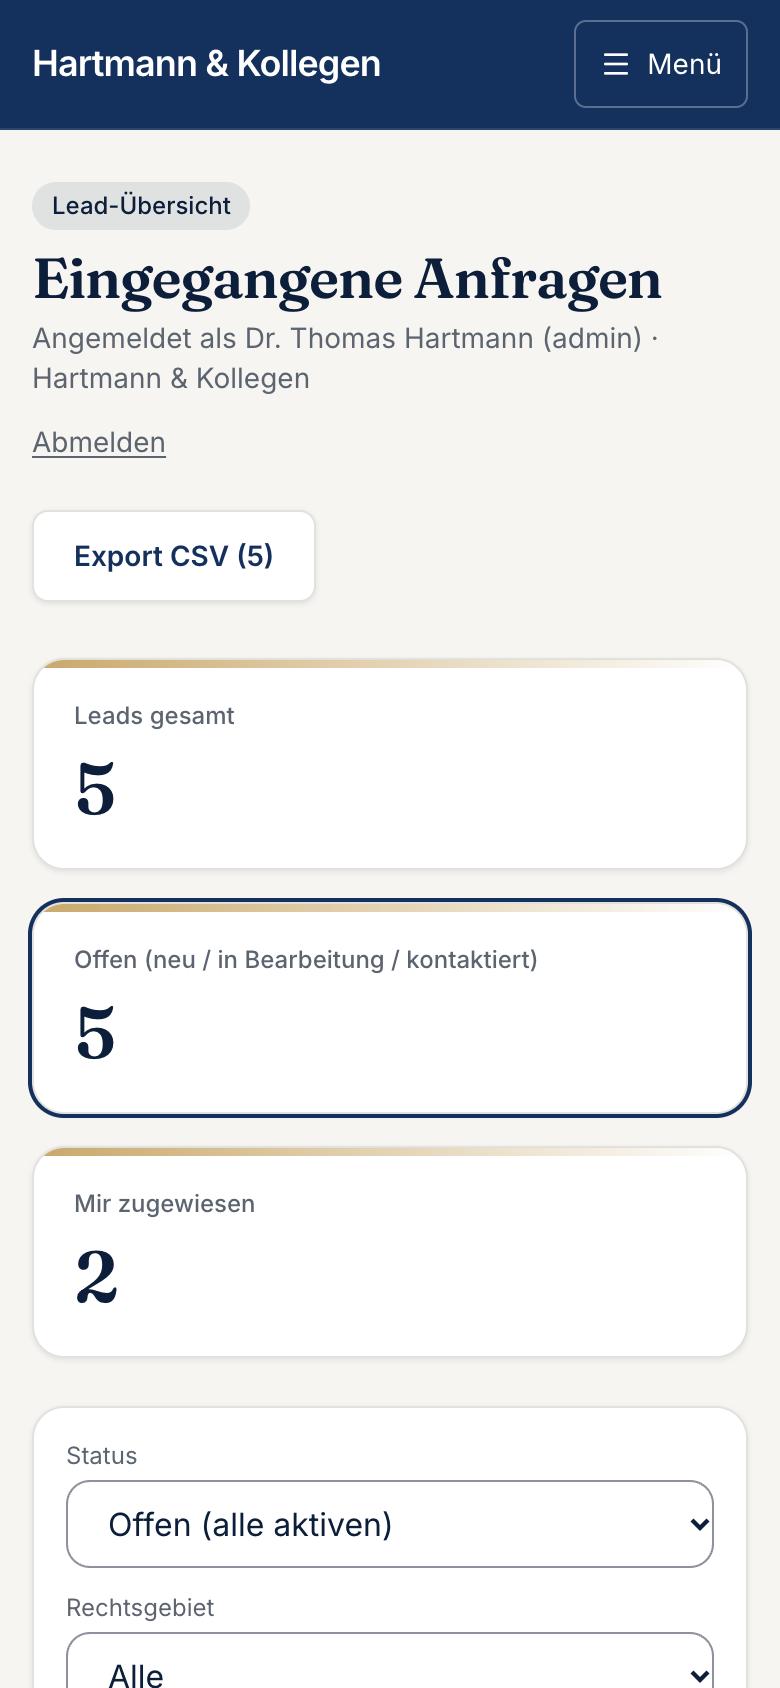 Hartmann & Kollegen
Menü
Lead-Übersicht
Eingegangene Anfragen
Angemeldet als Dr. Thomas Hartmann (admin) ·
Hartmann & Kollegen
Abmelden
Export CSV (5)
Leads gesamt
5
Offen (neu / in Bearbeitung / kontaktiert)
5
Mir zugewiesen
2
Status
Offen (alle aktiven)
Rechtsgebiet
Alle